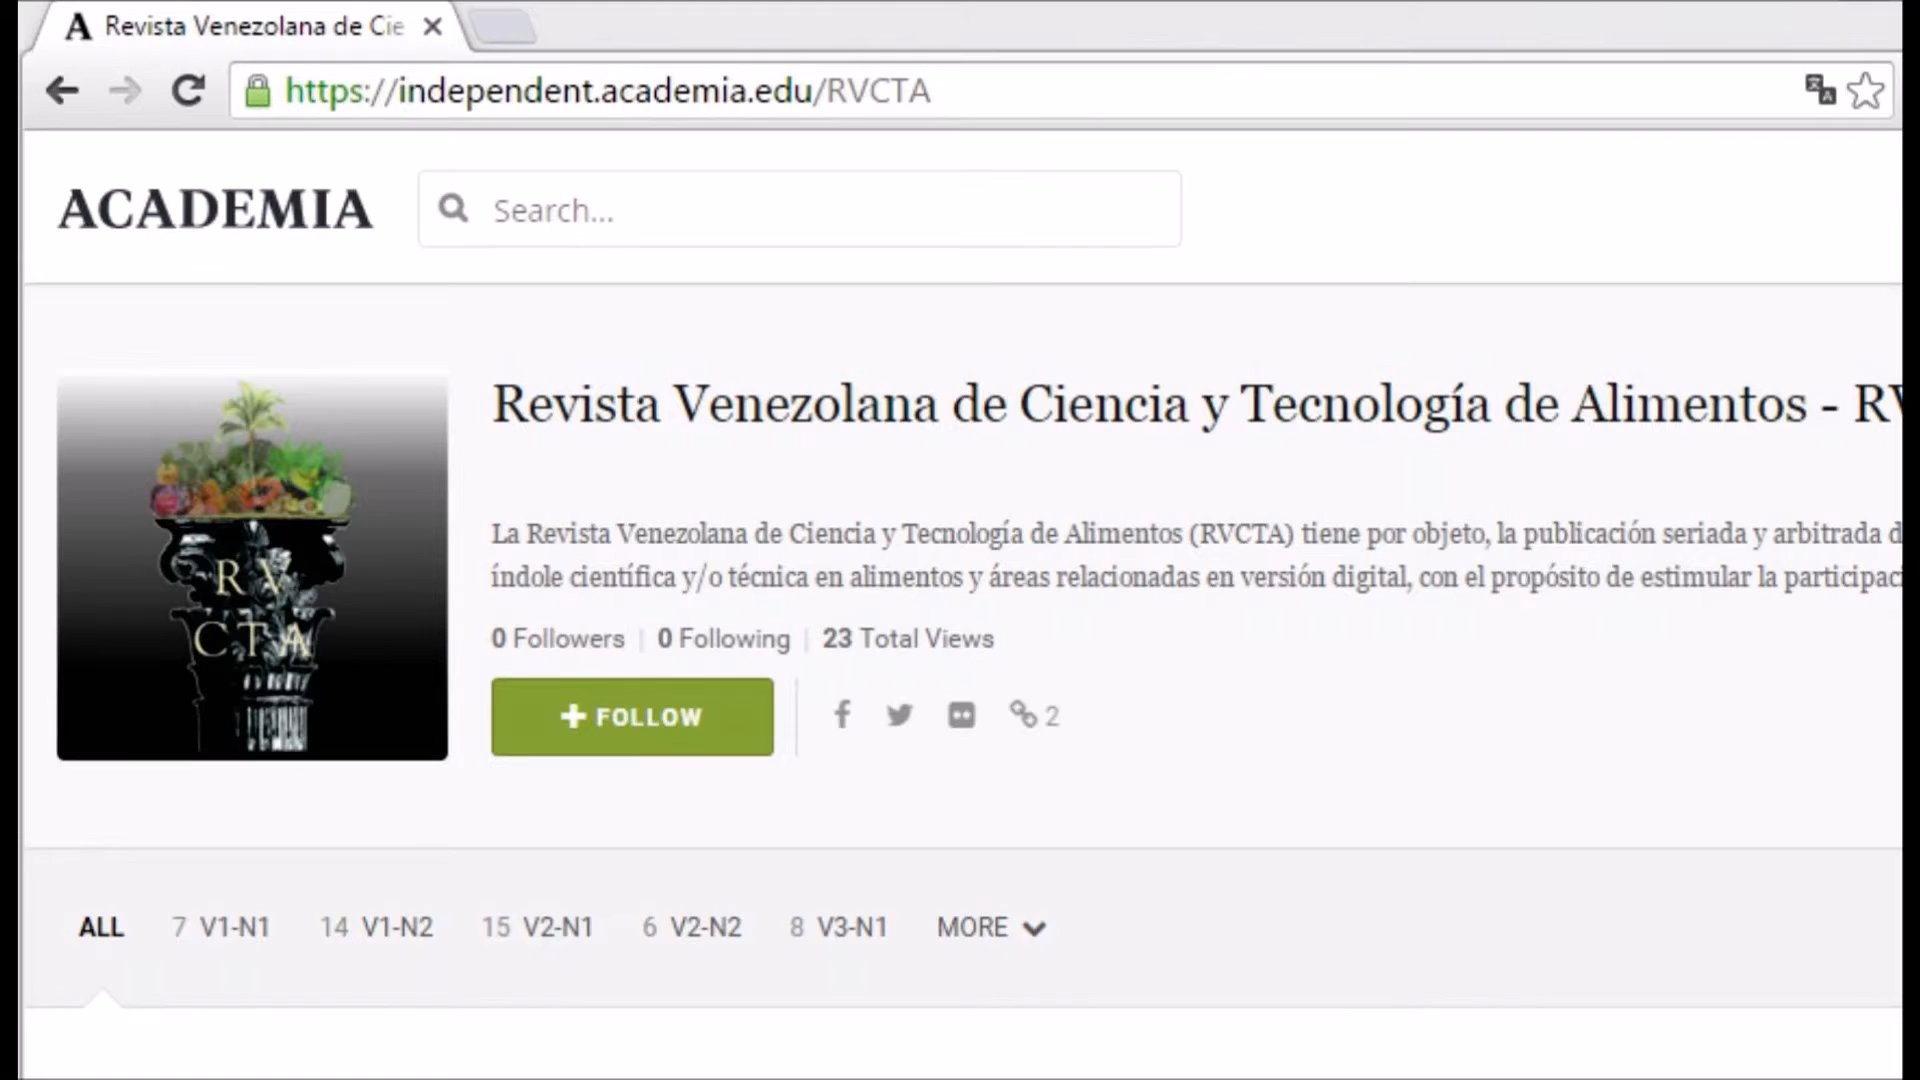 Revista Venezolana de Cie
https://independent.academia.edu/RVCTA
ACADEMIA
Search...
Revista Venezolana de Ciencia y Tecnología de Alimentos - RV
R V
C T A
La Revista Venezolana de Ciencia y Tecnología de Alimentos (RVCTA) tiene por objeto, la publicación seriada y arbitrada d
índole científica y/o técnica en alimentos y áreas relacionadas en versión digital, con el propósito de estimular la participaci
0 Followers | 0 Following | 23 Total Views
+ FOLLOW
2
ALL 7 V1-N1 14 V1-N2 15 V2-N1 6 V2-N2 8 V3-N1 MORE